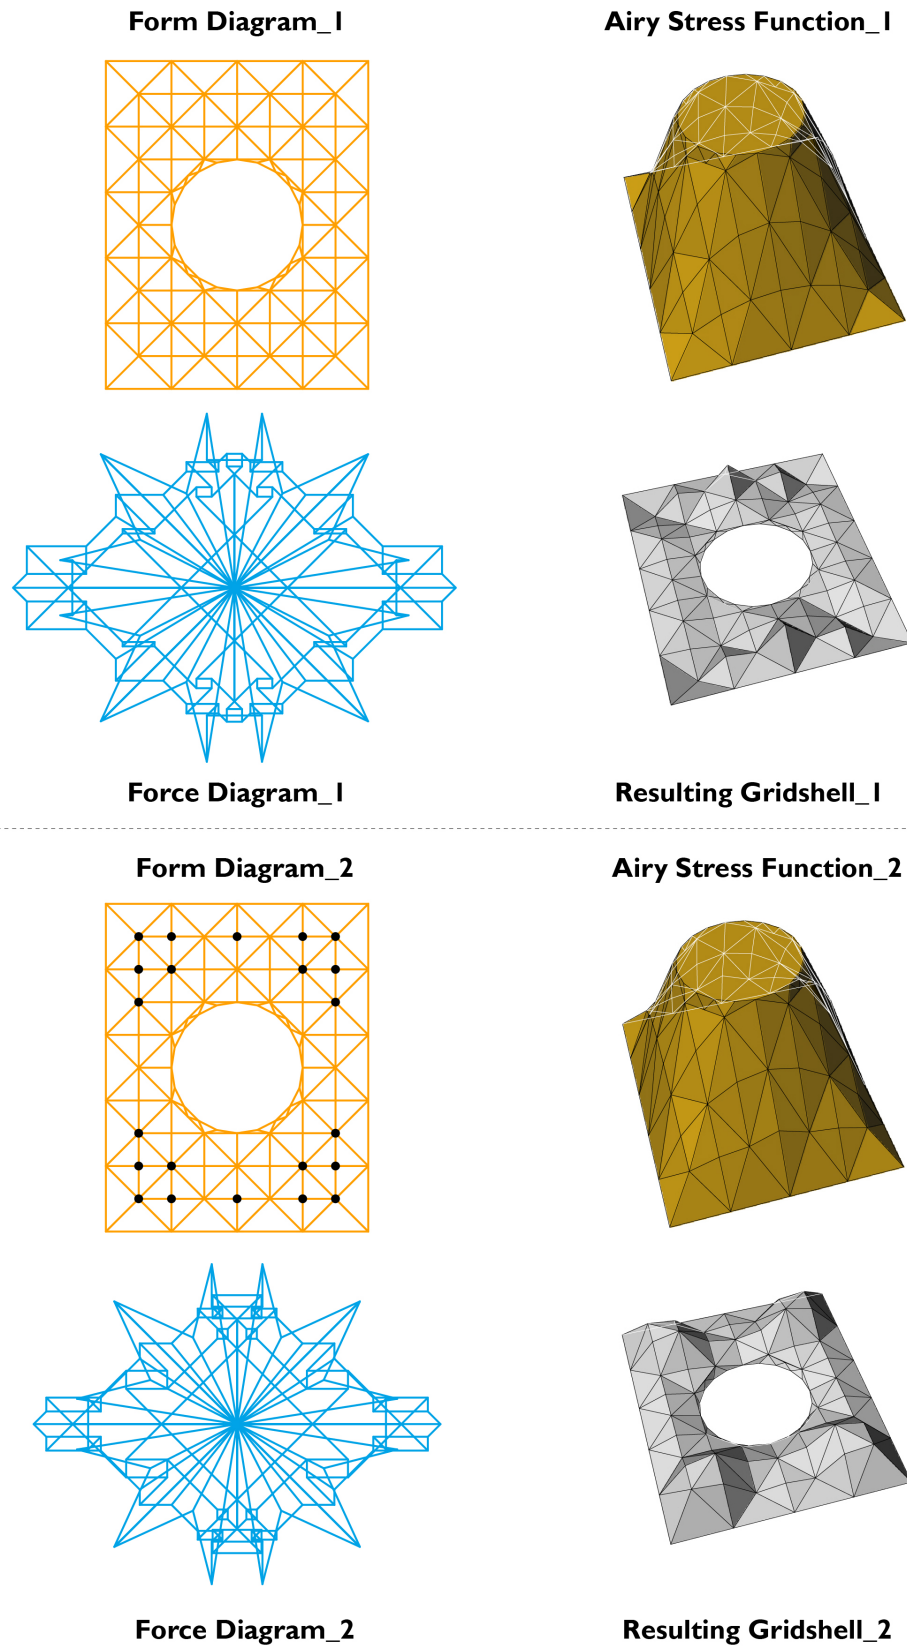 Form Diagram_1
Airy Stress Function_1
Force Diagram_1
Resulting Gridshell_1
Form Diagram_2
Airy Stress Function_2
Force Diagram_2
Resulting Gridshell_2